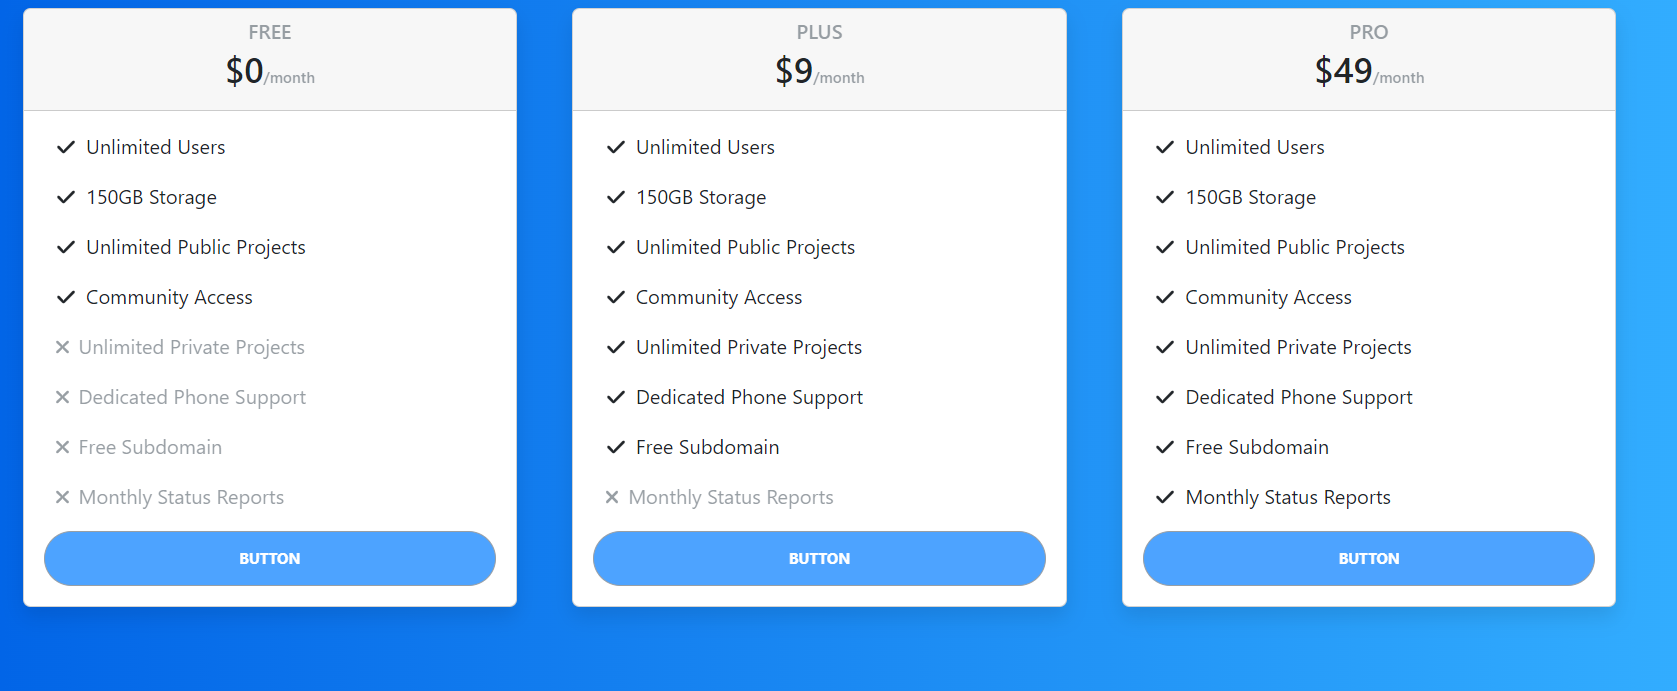 FREE
$0/month
Unlimited Users
150GB Storage
Unlimited Public Projects
Community Access
Unlimited Private Projects
Dedicated Phone Support
Free Subdomain
Monthly Status Reports
BUTTON
PLUS
$9/month
Unlimited Users
150GB Storage
Unlimited Public Projects
Community Access
Unlimited Private Projects
Dedicated Phone Support
Free Subdomain
Monthly Status Reports
BUTTON
PRO
$49/month
Unlimited Users
150GB Storage
Unlimited Public Projects
Community Access
Unlimited Private Projects
Dedicated Phone Support
Free Subdomain
Monthly Status Reports
BUTTON